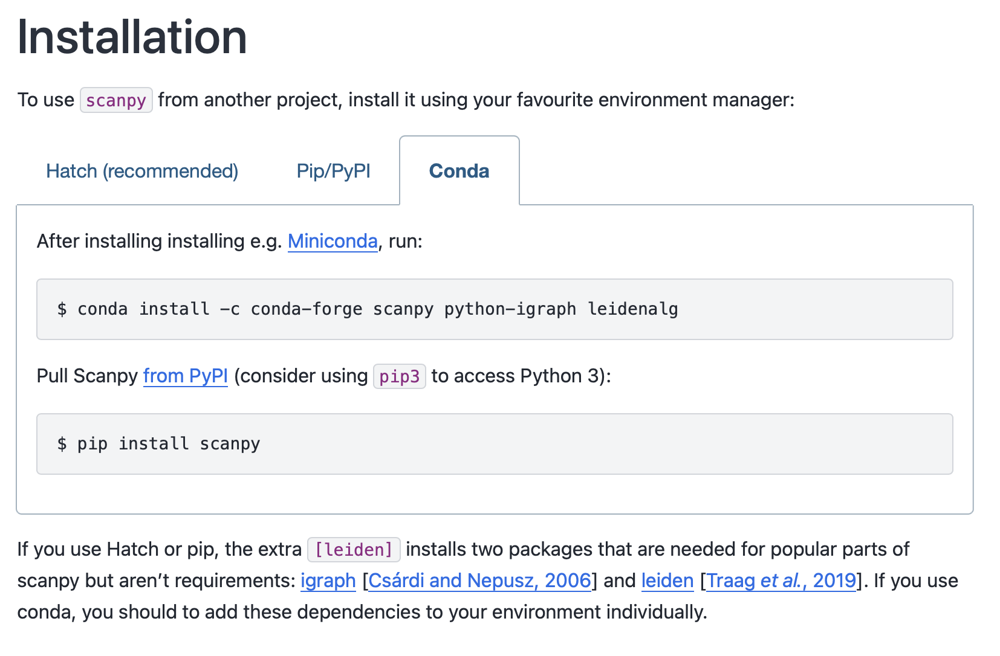 Installation
To use scanpy from another project, install it using your favourite environment manager:
Hatch (recommended) Pip/PyPI Conda
After installing installing e.g. Miniconda, run:
$ conda install -c conda-forge scanpy python-igraph leidenalg
Pull Scanpy from PyPI (consider using pip3 to access Python 3):
$ pip install scanpy
If you use Hatch or pip, the extra [leiden] installs two packages that are needed for popular parts of
scanpy but aren’t requirements: igraph [Csárdi and Nepusz, 2006] and leiden [Traag et al., 2019]. If you use
conda, you should to add these dependencies to your environment individually.